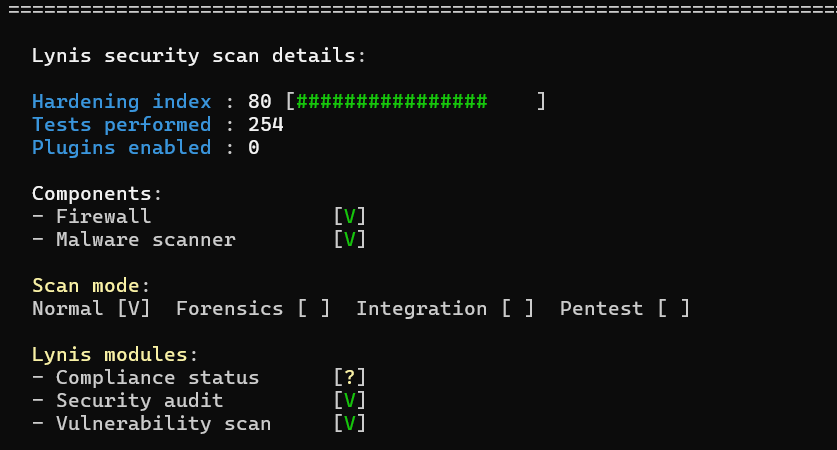 ================================================================================
Lynis security scan details:
Hardening index : 80 [################    ]
Tests performed : 254
Plugins enabled : 0
Components:
- Firewall               [V]
- Malware scanner        [V]
Scan mode:
Normal [V]  Forensics [ ]  Integration [ ]  Pentest [ ]
Lynis modules:
- Compliance status      [?]
- Security audit         [V]
- Vulnerability scan     [V]